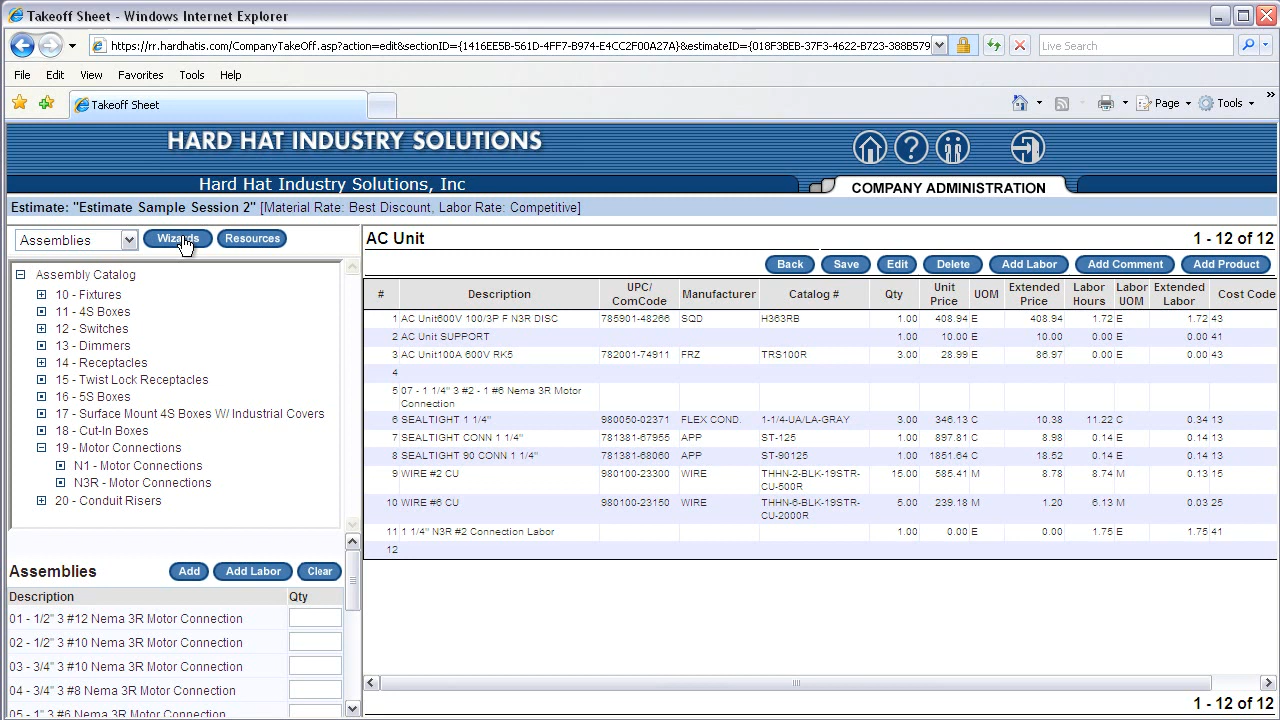 Takeoff Sheet - Windows Internet Explorer
https://rr.hardhatis.com/CompanyTakeOff.asp?action=edit&sectionID={1416EE5B-561D-4FF7-B974-E4CC2F00A27A}&estimateID={018F3BEB-37F3-4622-B723-388B579
Live Search
File Edit View Favorites Tools Help
Takeoff Sheet
Page Tools
HARD HAT INDUSTRY SOLUTIONS
Hard Hat Industry Solutions, Inc
COMPANY ADMINISTRATION
Estimate: "Estimate Sample Session 2" [Material Rate: Best Discount, Labor Rate: Competitive]
Assemblies Wizards Resources
Assembly Catalog
10 - Fixtures
11 - 4S Boxes
12 - Switches
13 - Dimmers
14 - Receptacles
15 - Twist Lock Receptacles
16 - 5S Boxes
17 - Surface Mount 4S Boxes W/ Industrial Covers
18 - Cut-In Boxes
19 - Motor Connections
N1 - Motor Connections
N3R - Motor Connections
20 - Conduit Risers
Assemblies Add Add Labor Clear
Description Qty
01 - 1/2" 3 #12 Nema 3R Motor Connection
02 - 1/2" 3 #10 Nema 3R Motor Connection
03 - 3/4" 3 #10 Nema 3R Motor Connection
04 - 3/4" 3 #8 Nema 3R Motor Connection
05 - 1" 3 #6 Nema 3R Motor Connection
AC Unit 1 - 12 of 12
Back Save Edit Delete Add Labor Add Comment Add Product
# Description UPC/ ComCode Manufacturer Catalog # Qty Unit Price UOM Extended Price Labor Hours Labor UOM Extended Labor Cost Code
1 AC Unit600V 100/3P F N3R DISC 785901-48266 SQD H363RB 1.00 408.94 E 408.94 1.72 E 1.72 43
2 AC Unit SUPPORT 1.00 10.00 E 10.00 0.00 E 0.00 41
3 AC Unit100A 600V RK5 782001-74911 FRZ TRS100R 3.00 28.99 E 86.97 0.00 E 0.00 43
4
5 07 - 1 1/4" 3 #2 - 1 #6 Nema 3R Motor
Connection
6 SEALTIGHT 1 1/4" 980050-02371 FLEX COND. 1-1/4-UA/LA-GRAY 3.00 346.13 C 10.38 11.22 C 0.34 13
7 SEALTIGHT CONN 1 1/4" 781381-67955 APP ST-125 1.00 897.81 C 8.98 0.14 E 0.14 13
8 SEALTIGHT 90 CONN 1 1/4" 781381-68060 APP ST-90125 1.00 1851.64 C 18.52 0.14 E 0.14 13
9 WIRE #2 CU 980100-23300 WIRE THHN-2-BLK-19STR- 15.00 585.41 M 8.78 8.74 M 0.13 15
CU-500R
10 WIRE #6 CU 980100-23150 WIRE THHN-6-BLK-19STR- 5.00 239.18 M 1.20 6.13 M 0.03 25
CU-2000R
11 1 1/4" N3R #2 Connection Labor 1.00 0.00 E 0.00 1.75 E 1.75 41
12
1 - 12 of 12